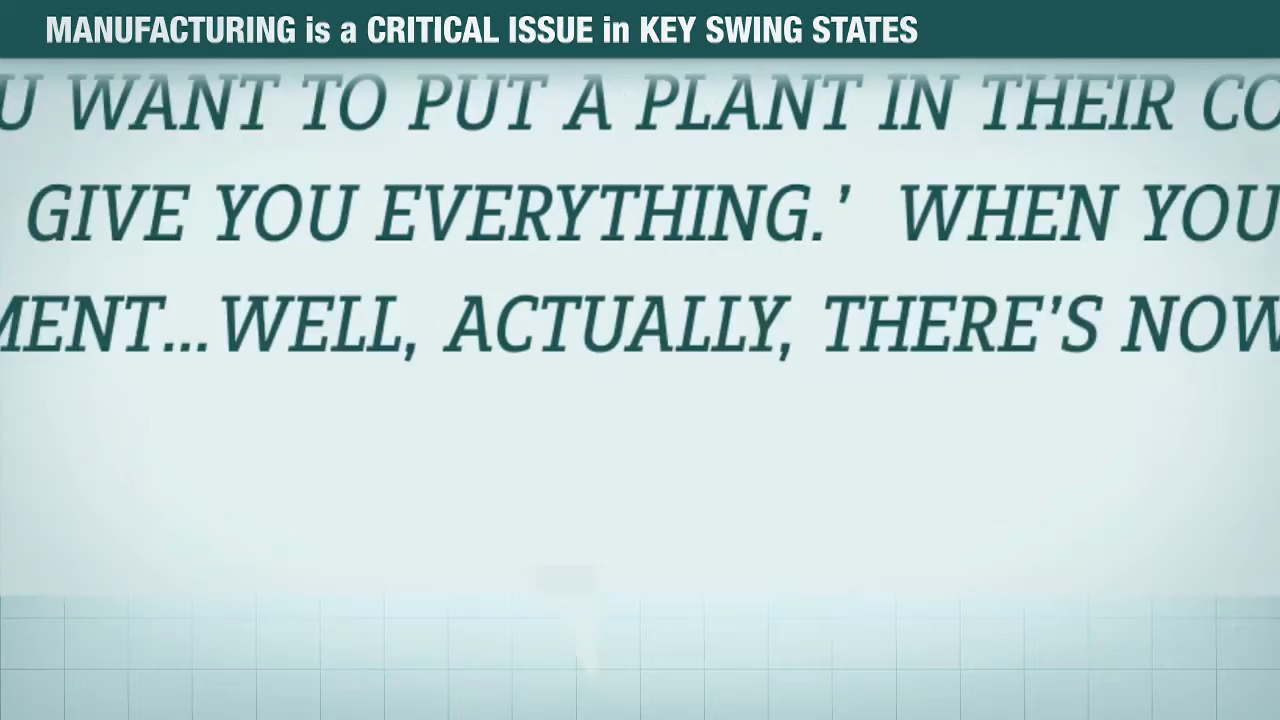 MANUFACTURING is a CRITICAL ISSUE in KEY SWING STATES
U WANT TO PUT A PLANT IN THEIR CO
GIVE YOU EVERYTHING.’ WHEN YOU
MENT...WELL, ACTUALLY, THERE’S NOW